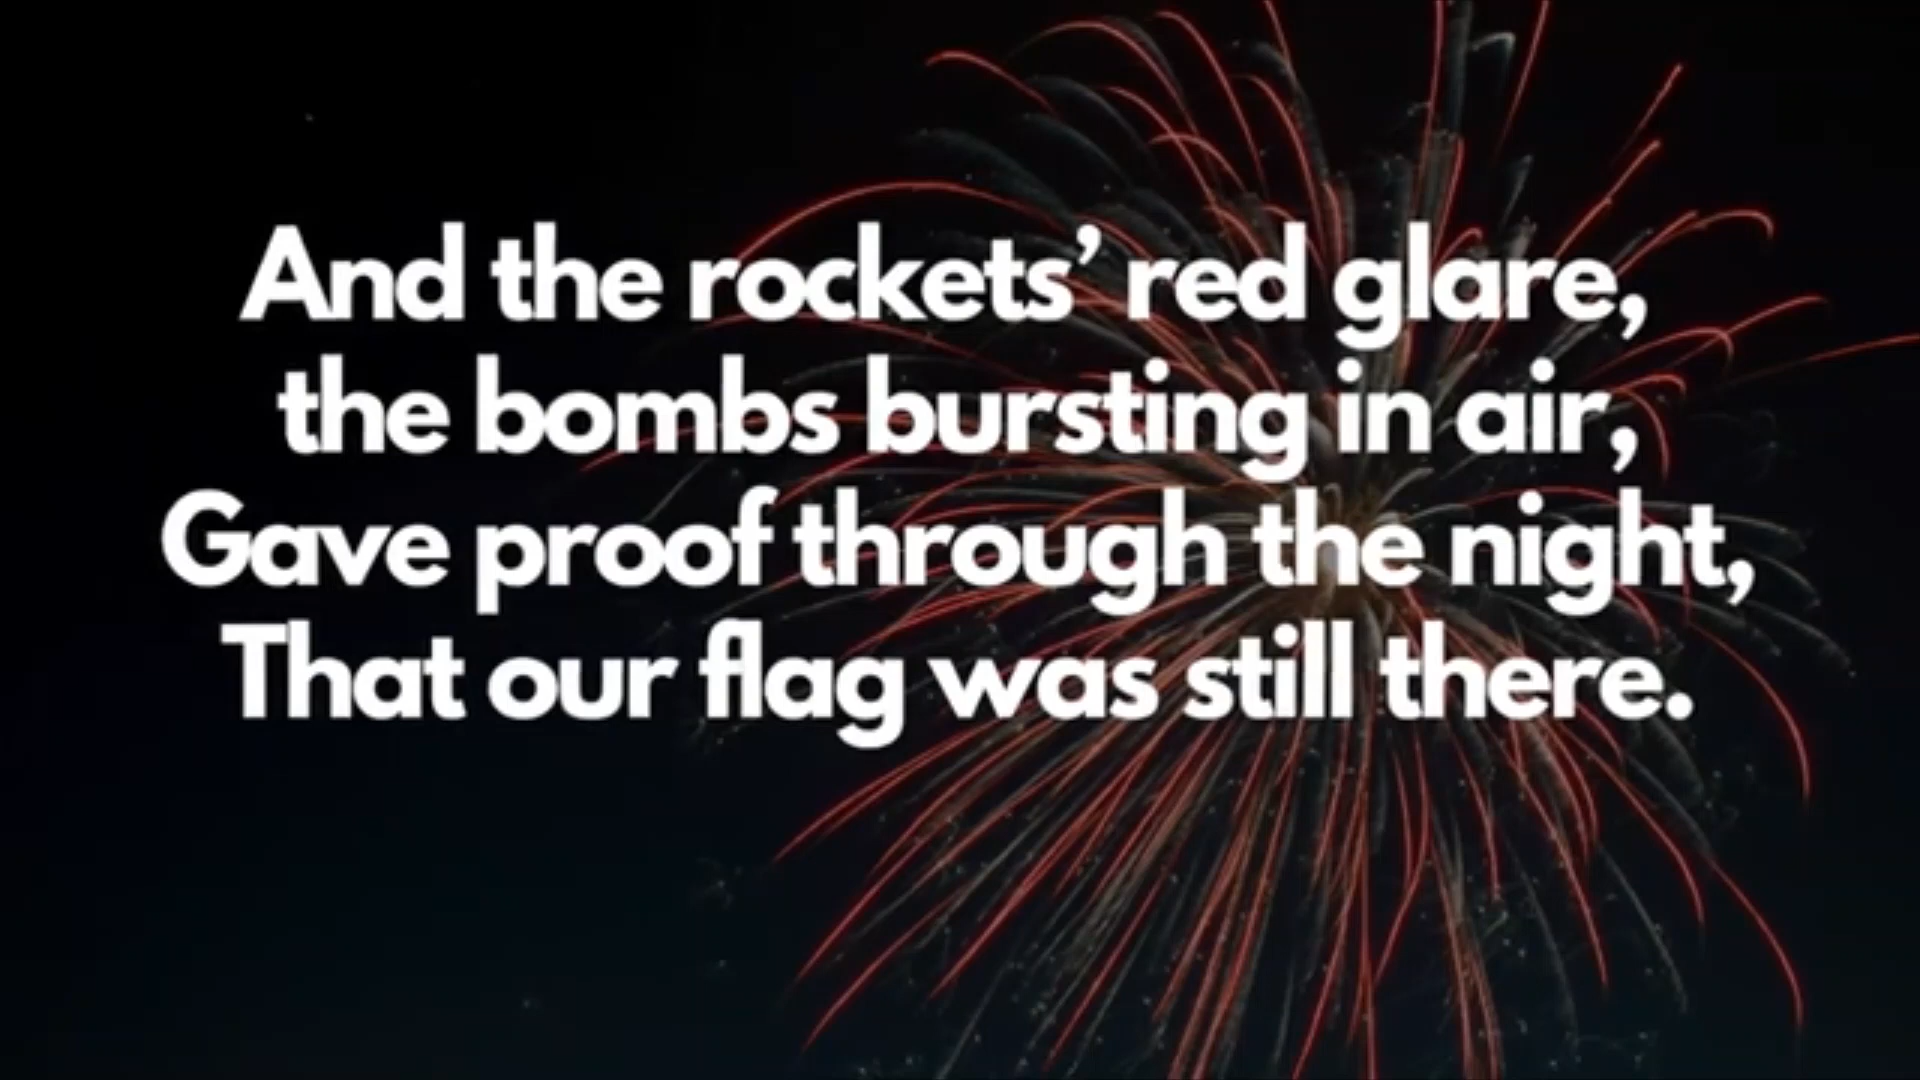 And the rockets’ red glare,
the bombs bursting in air,
Gave proof through the night,
That our flag was still there.